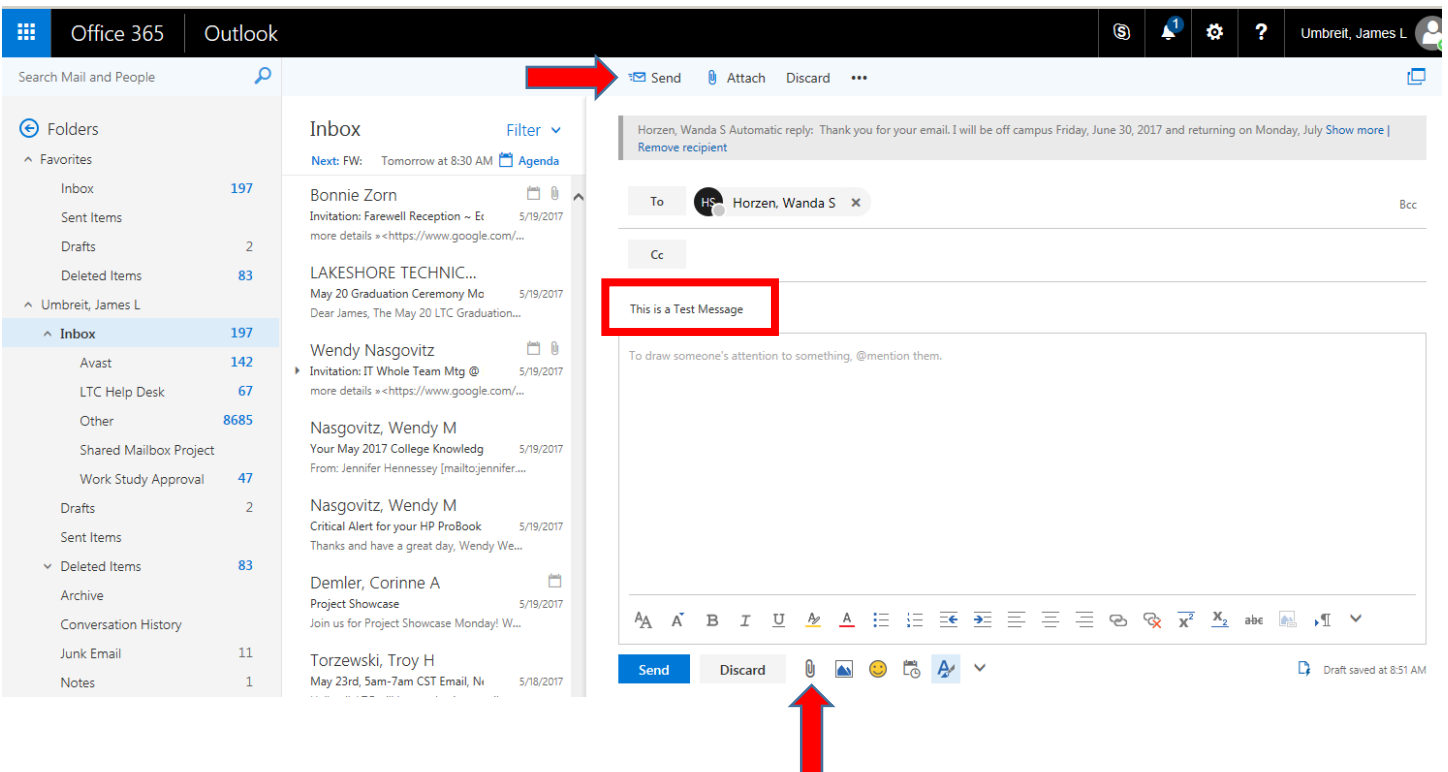 Office 365 Outlook
Umbreit, James L
1
Search Mail and People
Send Attach Discard •••
Folders
Favorites
Inbox 197
Sent Items
Drafts 2
Deleted Items 83
Umbreit, James L
Inbox 197
Avast 142
LTC Help Desk 67
Other 8685
Shared Mailbox Project
Work Study Approval 47
Drafts 2
Sent Items
Deleted Items 83
Archive
Conversation History
Junk Email 11
Notes 1
Inbox Filter
Next: FW: Tomorrow at 8:30 AM Agenda
Bonnie Zorn
Invitation: Farewell Reception ~ 5/19/2017
more details »<https://www.google.com/...
LAKESHORE TECHNIC...
May 20 Graduation Ceremony 5/19/2017
Dear James, The May 20 LTC Graduation...
Wendy Nasgovitz
Invitation: IT Whole Team Mtg @ 5/19/2017
more details »<https://www.google.com/...
Nasgovitz, Wendy M
Your May 2017 College Knowledg 5/19/2017
From: Jennifer Hennessey [mailto:jennifer....
Nasgovitz, Wendy M
Critical Alert for your HP ProBook 5/19/2017
Thanks and have a great day, Wendy We...
Demler, Corinne A
Project Showcase 5/19/2017
Join us for Project Showcase Monday! W...
Torzewski, Troy H
May 23rd, 5am-7am CST Email, 5/18/2017
Horzen, Wanda S Automatic reply: Thank you for your email. I will be off campus Friday, June 30, 2017 and returning on Monday, July Show more |
Remove recipient
To HS Horzen, Wanda S Bcc
Cc
This is a Test Message
To draw someone's attention to something, @mention them.
Send Discard Draft saved at 8:51 AM